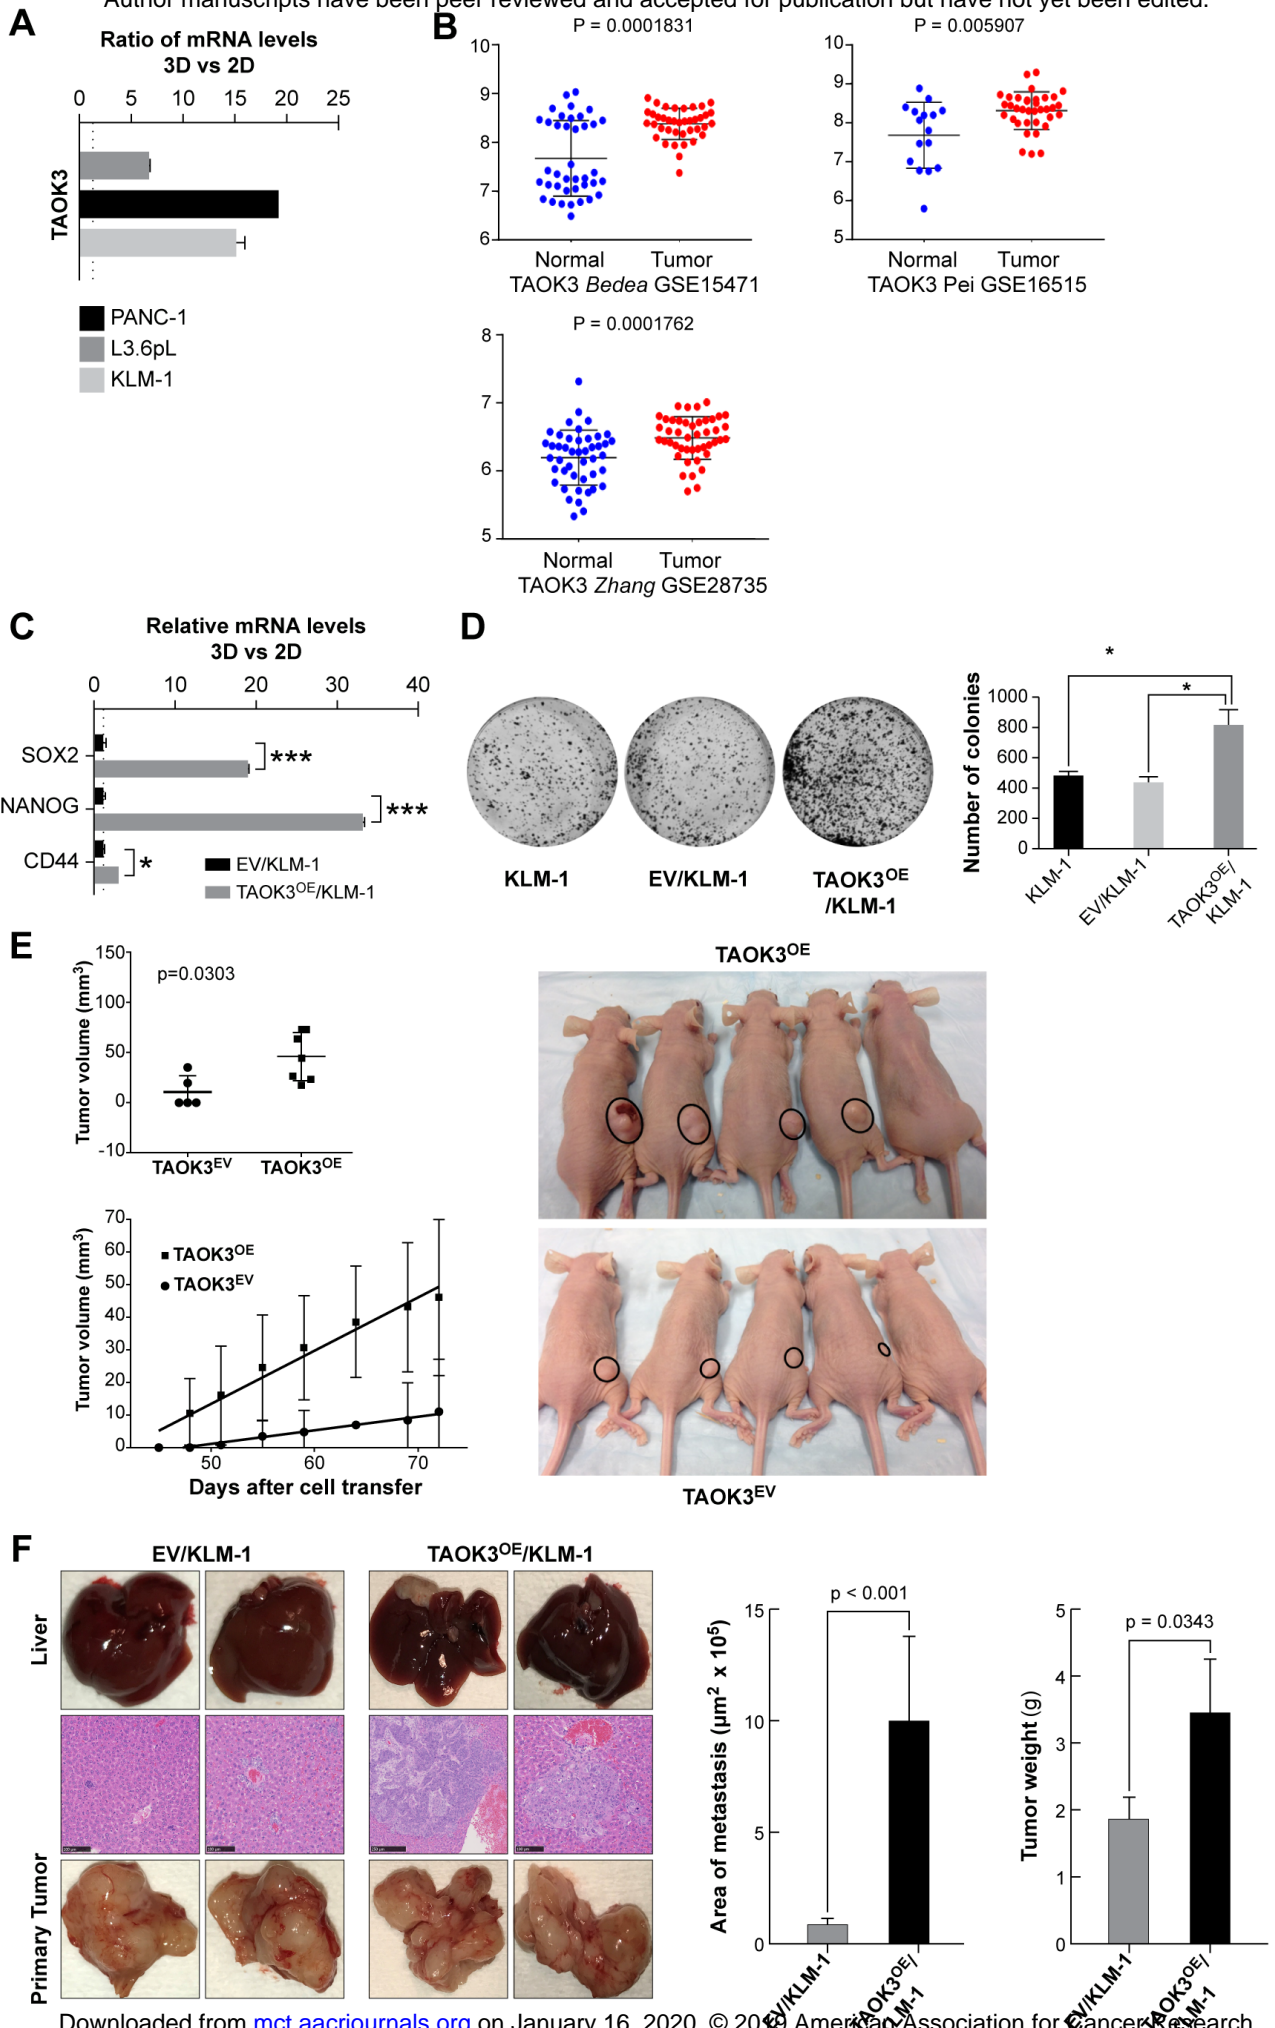 Author manuscripts have been peer reviewed and accepted for publication but have not yet been edited.
A
Ratio of mRNA levels
3D vs 2D
0 5 10 15 20 25
TAOK3
PANC-1
L3.6pL
KLM-1
B
P = 0.0001831
10
9
8
7
6
Normal Tumor
TAOK3 Bedea GSE15471
P = 0.005907
10
9
8
7
6
5
Normal Tumor
TAOK3 Pei GSE16515
P = 0.0001762
8
7
6
5
Normal Tumor
TAOK3 Zhang GSE28735
C
Relative mRNA levels
3D vs 2D
0 10 20 30 40
SOX2
***
NANOG
***
CD44
*
EV/KLM-1
TAOK3OE/KLM-1
D
KLM-1
EV/KLM-1
TAOK3OE
/KLM-1
*
*
Number of colonies
1000
800
600
400
200
0
KLM-1
EV/KLM-1
TAOK3OE/
KLM-1
E
Tumor volume (mm3)
150
100
50
0
-10
p=0.0303
TAOK3EV TAOK3OE
Tumor volume (mm3)
70
60
50
40
30
20
10
0
TAOK3OE
TAOK3EV
50 60 70
Days after cell transfer
TAOK3OE
TAOK3EV
F
EV/KLM-1 TAOK3OE/KLM-1
Liver
Primary Tumor
p < 0.001
Area of metastasis (µm2 x 105)
15
10
5
0
EV/KLM-1
TAOK3OE/
KLM-1
p = 0.0343
Tumor weight (g)
5
4
3
2
1
0
EV/KLM-1
TAOK3OE/
KLM-1
Downloaded from mct.aacrjournals.org on January 16, 2020. © 2019 American Association for Cancer Research.